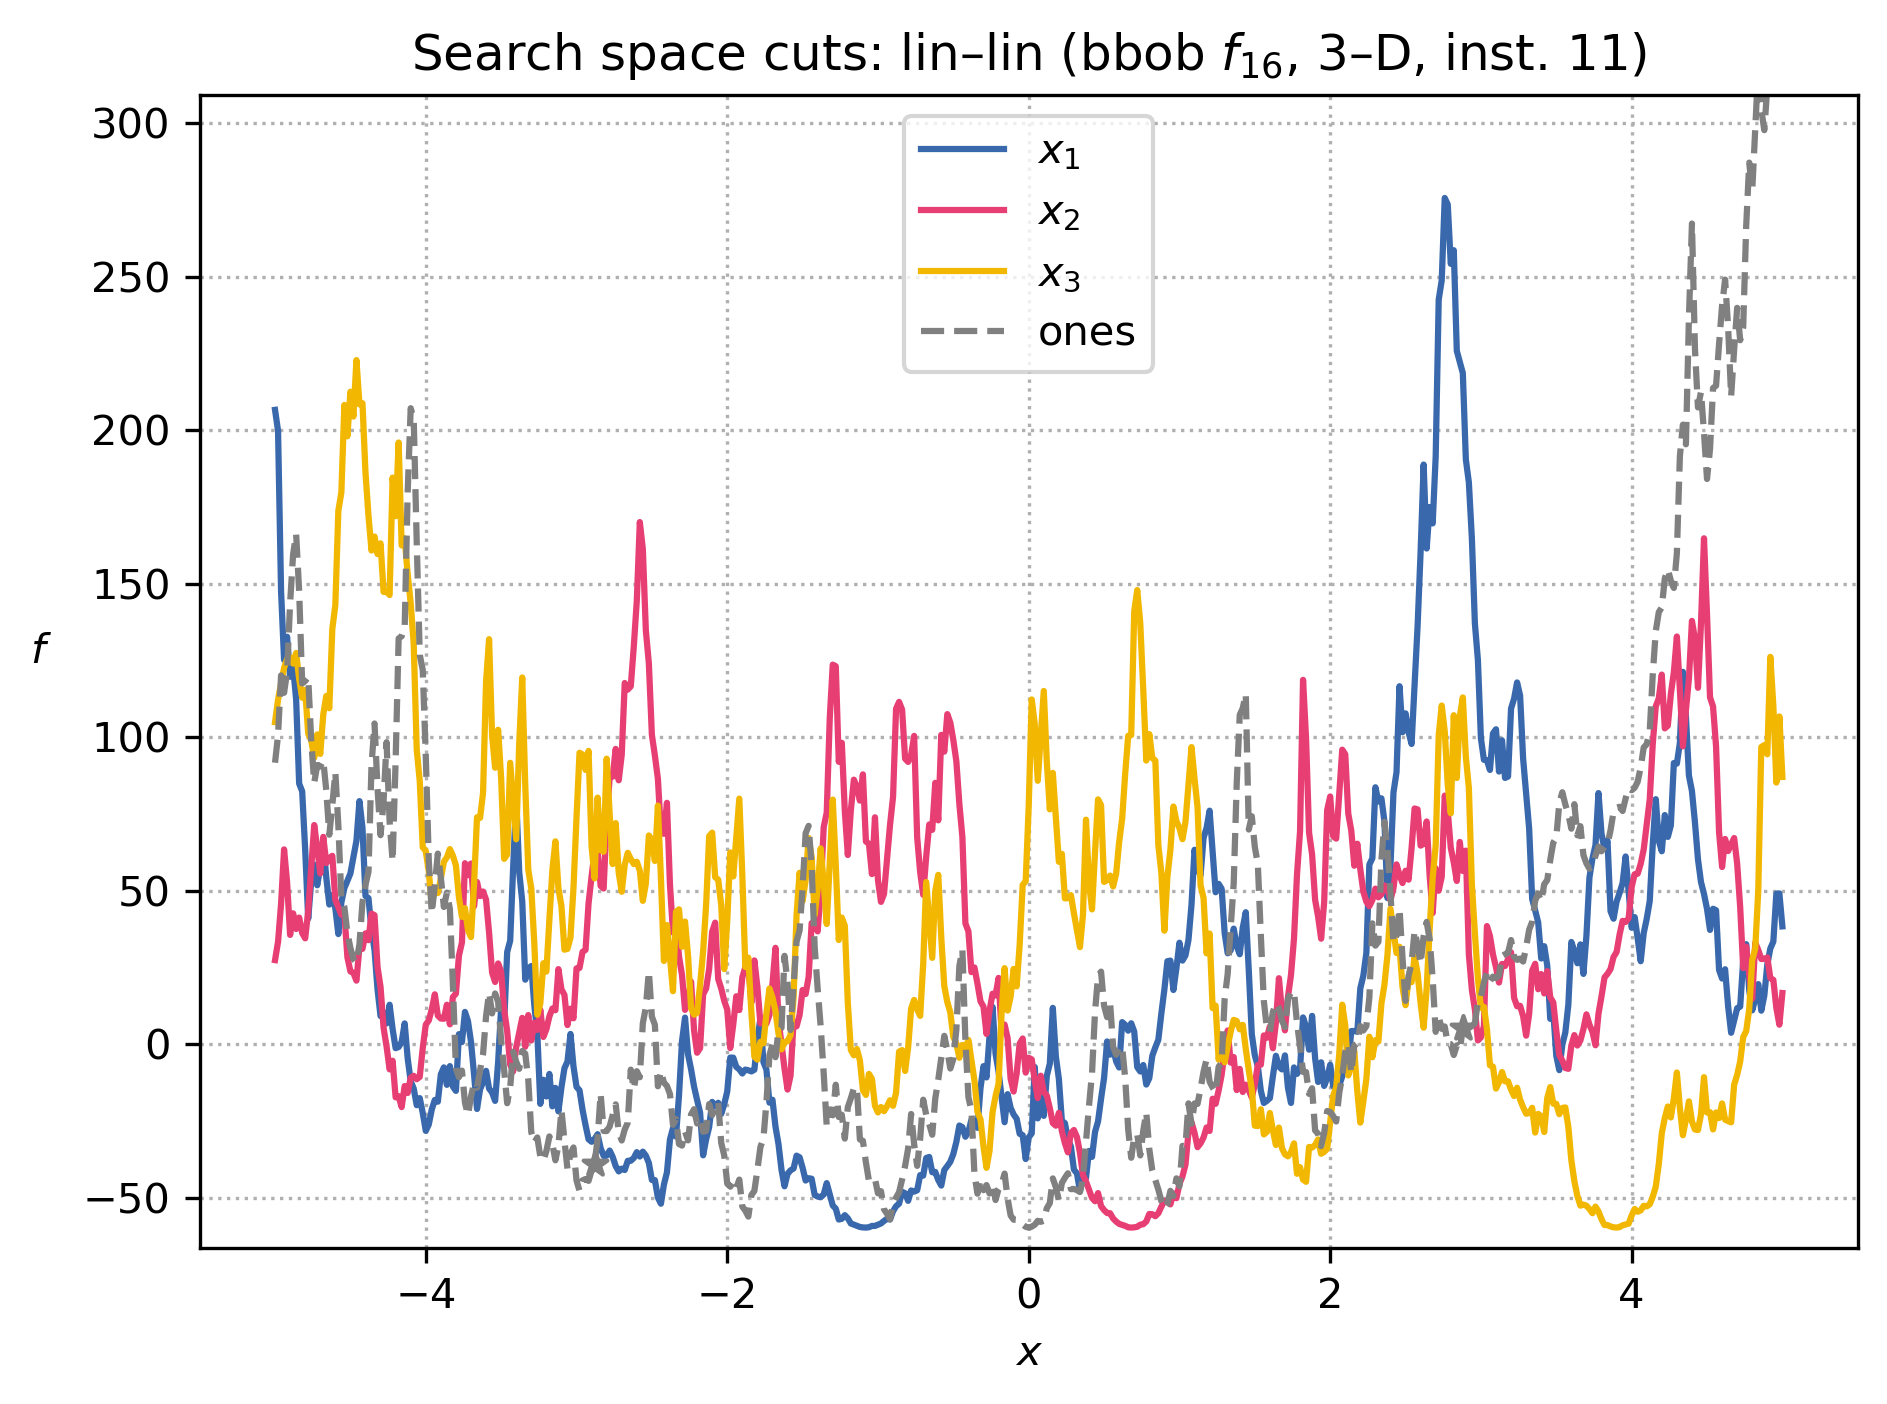 Search space cuts: lin–lin (bbob f₁₆, 3–D, inst. 11)
300
250
200
150
100
50
0
−50
f
x₁
x₂
x₃
ones
−4
−2
0
2
4
x